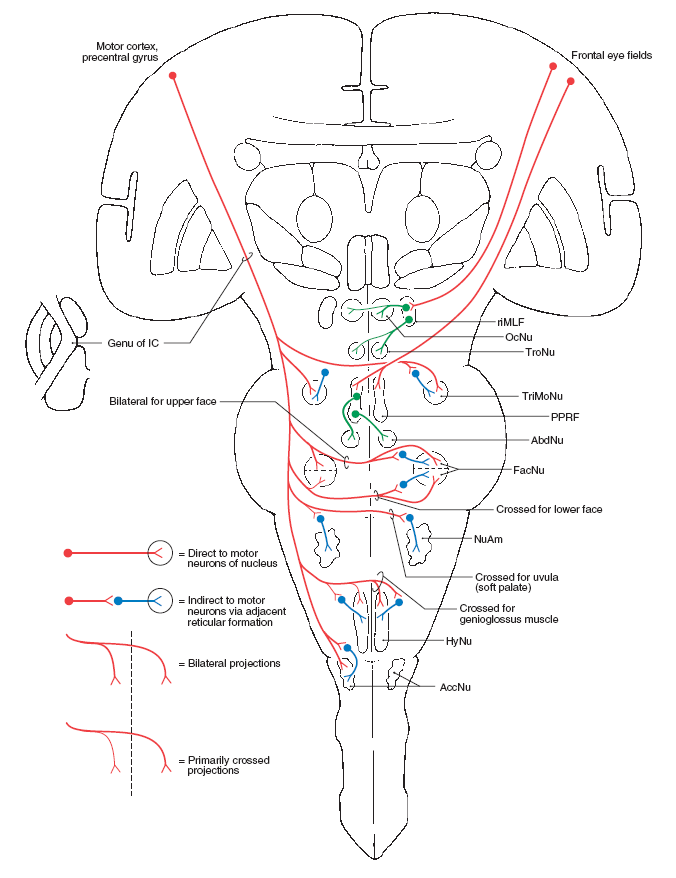 Motor cortex,
precentral gyrus
Frontal eye fields
riMLF
OcNu
Genu of IC
TroNu
TriMoNu
Bilateral for upper face
PPRF
AbdNu
FacNu
Crossed for lower face
NuAm
= Direct to motor
neurons of nucleus
Crossed for uvula
(soft palate)
= Indirect to motor
neurons via adjacent
reticular formation
Crossed for
genioglossus muscle
HyNu
= Bilateral projections
AccNu
= Primarily crossed
projections